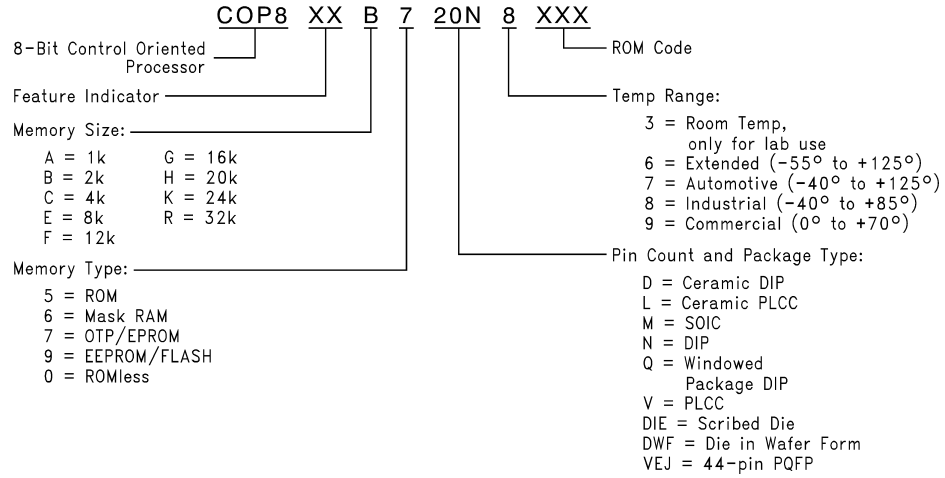 COP8 XX B 7 20N 8 XXX
8-Bit Control Oriented
Processor
Feature Indicator
Memory Size:
A = 1k G = 16k
B = 2k H = 20k
C = 4k K = 24k
E = 8k R = 32k
F = 12k
Memory Type:
5 = ROM
6 = Mask RAM
7 = OTP/EPROM
9 = EEPROM/FLASH
0 = ROMless
ROM Code
Temp Range:
3 = Room Temp,
only for lab use
6 = Extended (-55° to +125°)
7 = Automotive (-40° to +125°)
8 = Industrial (-40° to +85°)
9 = Commercial (0° to +70°)
Pin Count and Package Type:
D = Ceramic DIP
L = Ceramic PLCC
M = SOIC
N = DIP
Q = Windowed
Package DIP
V = PLCC
DIE = Scribed Die
DWF = Die in Wafer Form
VEJ = 44-pin PQFP